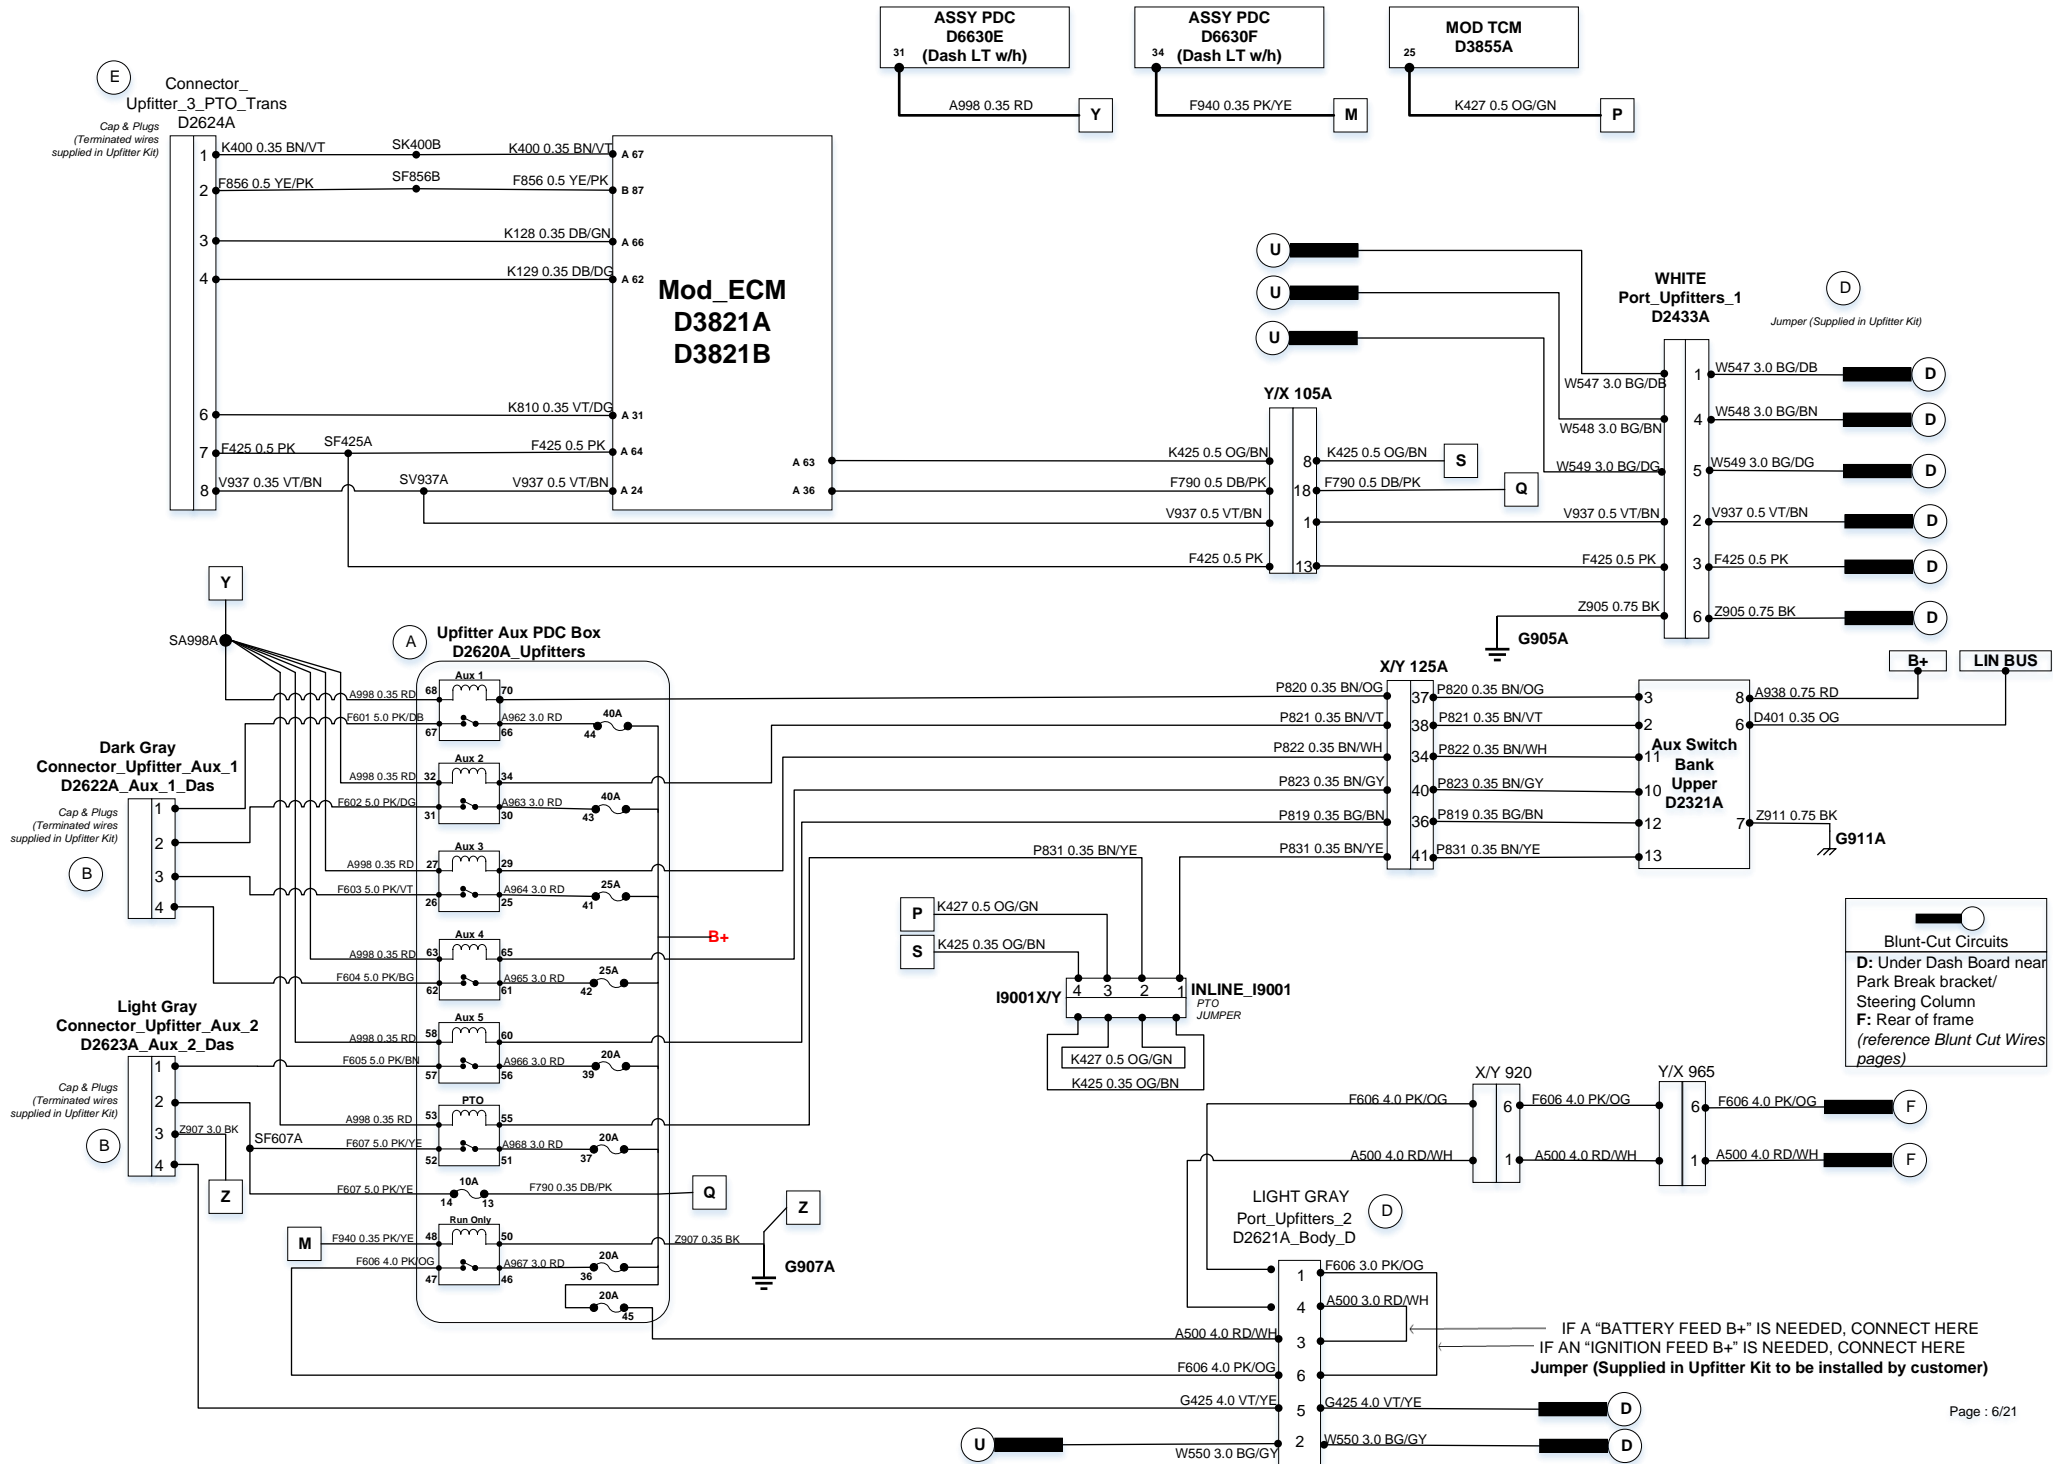 ASSY PDC
D6630E
31 (Dash LT w/h)
A998 0.35 RD
Y
ASSY PDC
D6630F
34 (Dash LT w/h)
F940 0.35 PK/YE
M
MOD TCM
D3855A
25
K427 0.5 OG/GN
P
E
Connector_
Upfitter_3_PTO_Trans
D2624A
Cap & Plugs
(Terminated wires
supplied in Upfitter Kit)
1 K400 0.35 BN/VT SK400B K400 0.35 BN/VT A 67
2 F856 0.5 YE/PK SF856B F856 0.5 YE/PK B 87
3 K128 0.35 DB/GN A 66
4 K129 0.35 DB/DG A 62
6 K810 0.35 VT/DG A 31
7 F425 0.5 PK SF425A F425 0.5 PK A 64
8 V937 0.35 VT/BN SV937A V937 0.5 VT/BN A 24
Mod_ECM
D3821A
D3821B
A 63
A 36
Y/X 105A
K425 0.5 OG/BN 8 K425 0.5 OG/BN S
F790 0.5 DB/PK 18 F790 0.5 DB/PK Q
V937 0.5 VT/BN 1 V937 0.5 VT/BN
F425 0.5 PK 13 F425 0.5 PK
U
U
U
WHITE
Port_Upfitters_1
D2433A
D
Jumper (Supplied in Upfitter Kit)
W547 3.0 BG/DB 1 W547 3.0 BG/DB D
W548 3.0 BG/BN 4 W548 3.0 BG/BN D
W549 3.0 BG/DG 5 W549 3.0 BG/DG D
2 V937 0.5 VT/BN D
3 F425 0.5 PK D
Z905 0.75 BK 6 Z905 0.75 BK D
G905A
Y
SA998A
A
Upfitter Aux PDC Box
D2620A_Upfitters
Aux 1
A998 0.35 RD 68 70
F601 5.0 PK/DB 67 66 A962 3.0 RD 44 40A
Aux 2
A998 0.35 RD 32 34
F602 5.0 PK/DG 31 30 A963 3.0 RD 43 40A
Aux 3
A998 0.35 RD 27 29
F603 5.0 PK/VT 26 25 A964 3.0 RD 41 25A
Aux 4
A998 0.35 RD 63 65
F604 5.0 PK/BG 62 61 A965 3.0 RD 42 25A
Aux 5
A998 0.35 RD 58 60
F605 5.0 PK/BN 57 56 A966 3.0 RD 39 20A
PTO
A998 0.35 RD 53 55
F607 5.0 PK/YE 52 51 A968 3.0 RD 37 20A
F607 5.0 PK/YE 14 10A 13 F790 0.35 DB/PK Q
Run Only
M F940 0.35 PK/YE 48 50 Z907 0.35 BK
F606 4.0 PK/OG 47 46 A967 3.0 RD 36 20A
20A 45
B+
Z
G907A
Dark Gray
Connector_Upfitter_Aux_1
D2622A_Aux_1_Das
Cap & Plugs
(Terminated wires
supplied in Upfitter Kit)
B
1
2
3
4
Light Gray
Connector_Upfitter_Aux_2
D2623A_Aux_2_Das
Cap & Plugs
(Terminated wires
supplied in Upfitter Kit)
B
1
2
3 Z907 3.0 BK
4
SF607A
Z
X/Y 125A
P820 0.35 BN/OG 37 P820 0.35 BN/OG 3
P821 0.35 BN/VT 38 P821 0.35 BN/VT 2
P822 0.35 BN/WH 34 P822 0.35 BN/WH 11
P823 0.35 BN/GY 40 P823 0.35 BN/GY 10
P819 0.35 BG/BN 36 P819 0.35 BG/BN 12
P831 0.35 BN/YE P831 0.35 BN/YE 41 P831 0.35 BN/YE 13
Aux Switch
Bank
Upper
D2321A
B+
LIN BUS
8 A938 0.75 RD
6 D401 0.35 OG
7 Z911 0.75 BK
G911A
P K427 0.5 OG/GN
S K425 0.35 OG/BN
I9001X/Y 4 3 2 1 INLINE_I9001
PTO
JUMPER
K427 0.5 OG/GN
K425 0.35 OG/BN
Blunt-Cut Circuits
D: Under Dash Board near
Park Break bracket/
Steering Column
F: Rear of frame
(reference Blunt Cut Wires
pages)
X/Y 920
Y/X 965
F606 4.0 PK/OG 6 F606 4.0 PK/OG 6 F606 4.0 PK/OG F
A500 4.0 RD/WH 1 A500 4.0 RD/WH 1 A500 4.0 RD/WH F
LIGHT GRAY
Port_Upfitters_2
D2621A_Body_D
D
1 F606 3.0 PK/OG
4 A500 3.0 RD/WH
A500 4.0 RD/WH 3
F606 4.0 PK/OG 6
G425 4.0 VT/YE 5 G425 4.0 VT/YE D
U W550 3.0 BG/GY 2 W550 3.0 BG/GY D
IF A “BATTERY FEED B+” IS NEEDED, CONNECT HERE
IF AN “IGNITION FEED B+” IS NEEDED, CONNECT HERE
Jumper (Supplied in Upfitter Kit to be installed by customer)
Page : 6/21